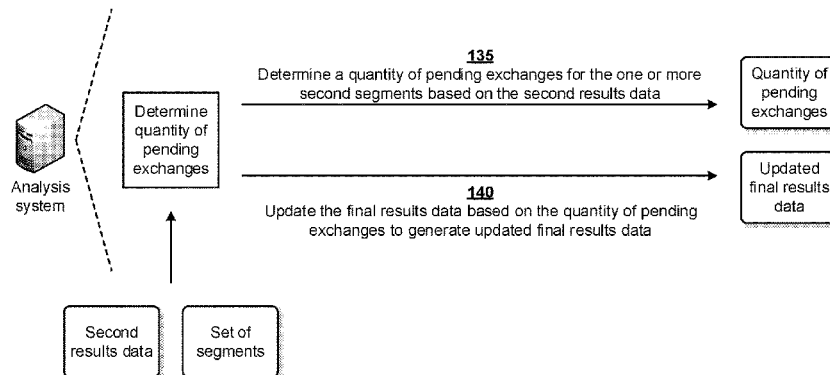 135
Determine a quantity of pending exchanges for the one or more
second segments based on the second results data
Quantity of
pending
exchanges
Determine
quantity of
pending
exchanges
Analysis
system
140
Update the final results data based on the quantity of pending
exchanges to generate updated final results data
Updated
final results
data
Second
results data
Set of
segments